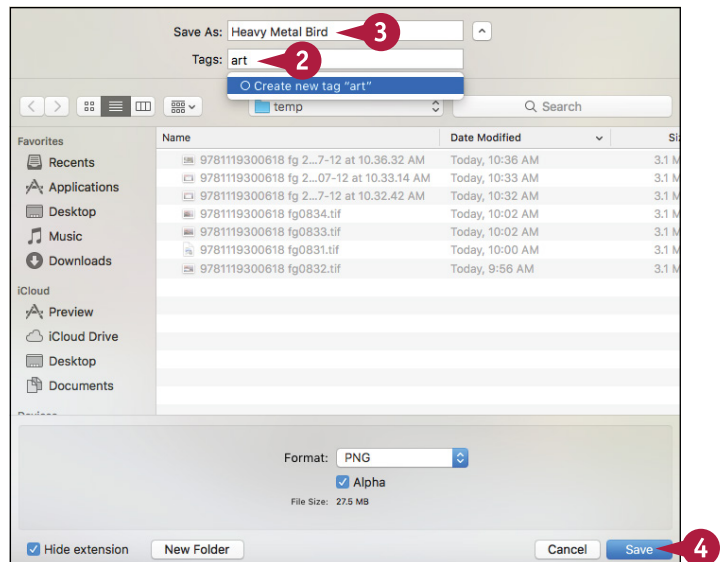 Save As: Heavy Metal Bird 3
Tags: art 2
Create new tag "art"
temp
Search
Favorites
Recents
Applications
Desktop
Music
Downloads
iCloud
Preview
iCloud Drive
Desktop
Documents
Name Date Modified
9781119300618 fg 2...7-12 at 10.36.32 AM Today, 10:36 AM 3.1 M
9781119300618 fg 2...07-12 at 10.33.14 AM Today, 10:33 AM 3.1 M
9781119300618 fg 2...7-12 at 10.32.42 AM Today, 10:32 AM 3.1 M
9781119300618 fg0834.tif Today, 10:02 AM 3.1 M
9781119300618 fg0833.tif Today, 10:02 AM 3.1 M
9781119300618 fg0831.tif Today, 10:00 AM 3.1 M
9781119300618 fg0832.tif Today, 9:56 AM 3.1 M
Format: PNG
Alpha
File Size: 27.5 MB
Hide extension New Folder Cancel Save 4